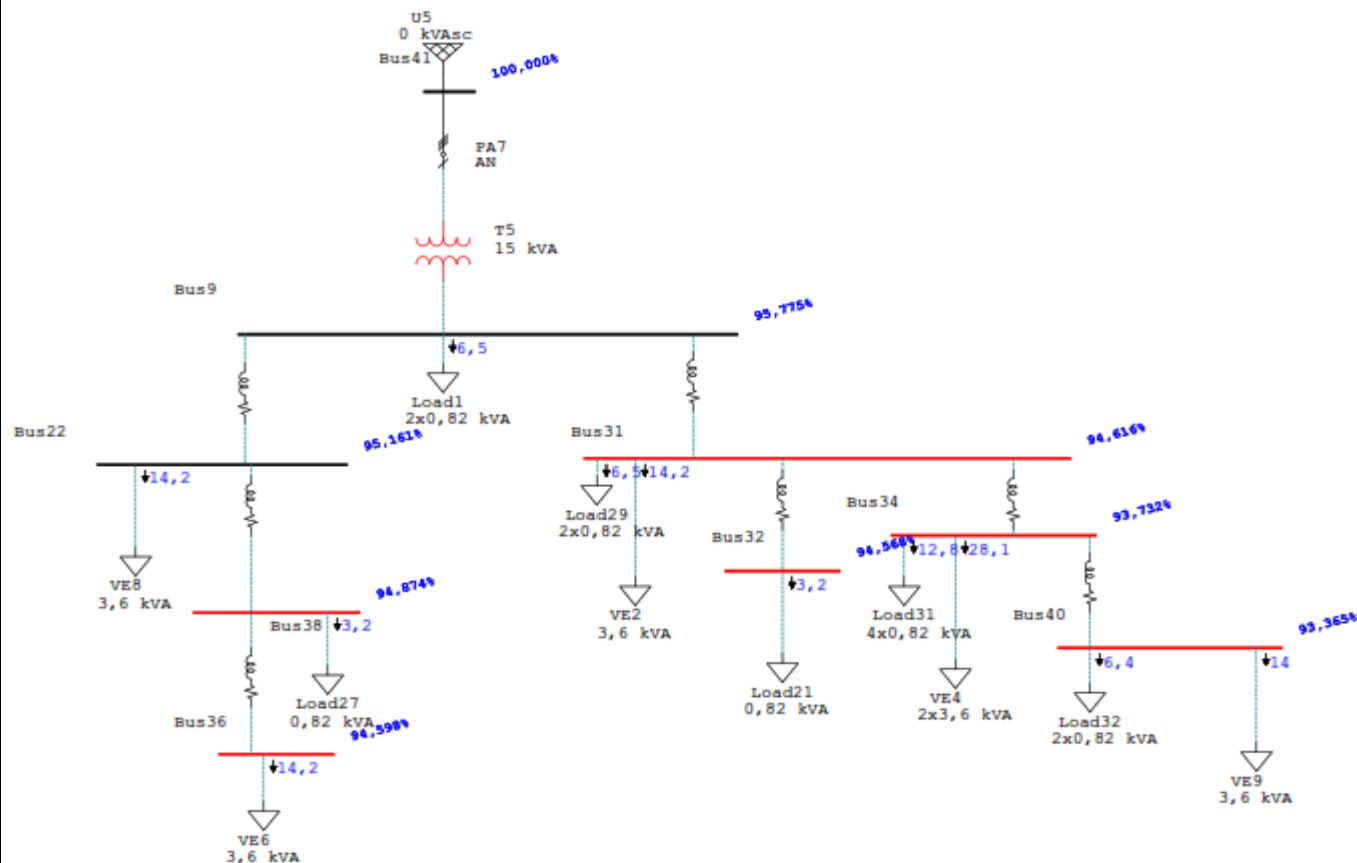 U5
0 kVAsc
Bus41
100,000%
PA7
AN
T5
15 kVA
Bus9
95,775%
6,5
Load1
2x0,82 kVA
Bus22
95,161%
14,2
VE8
3,6 kVA
94,874%
Bus38
3,2
Load27
0,82 kVA
Bus36
94,598%
14,2
VE6
3,6 kVA
Bus31
94,616%
6,5
14,2
Load29
2x0,82 kVA
VE2
3,6 kVA
Bus32
94,568%
3,2
Load21
0,82 kVA
Bus34
93,732%
12,8
28,1
Load31
4x0,82 kVA
VE4
2x3,6 kVA
Bus40
93,365%
6,4
14
Load32
2x0,82 kVA
VE9
3,6 kVA